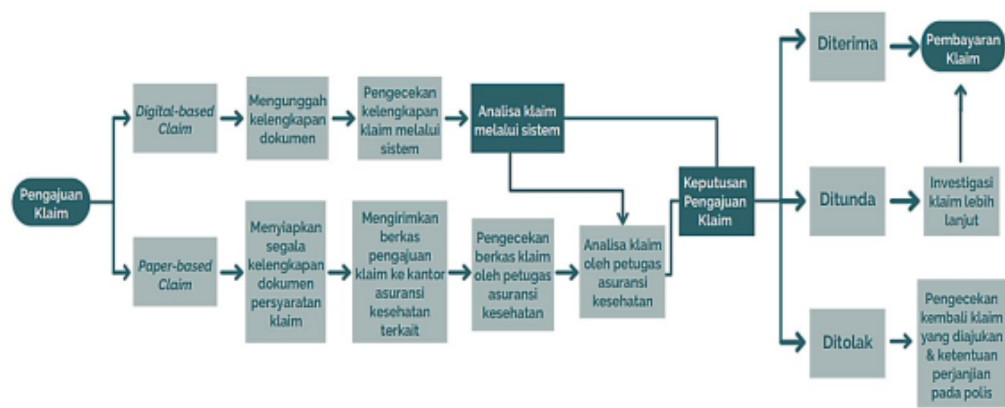 Pengajuan
Klaim
Digital-based
Claim
Mengunggah
kelengkapan
dokumen
Pengecekan
kelengkapan
klaim melalui
sistem
Analisa klaim
melalui sistem
Paper-based
Claim
Menyiapkan
segala
kelengkapan
dokumen
persyaratan
klaim
Mengirimkan
berkas
pengajuan
klaim ke kantor
asuransi
kesehatan
terkait
Pengecekan
berkas klaim
oleh petugas
asuransi
kesehatan
Analisa klaim
oleh petugas
asuransi
kesehatan
Keputusan
Pengajuan
Klaim
Diterima
Pembayaran
Klaim
Ditunda
Investigasi
klaim lebih
lanjut
Ditolak
Pengecekan
kembali klaim
yang diajukan
& ketentuan
perjanjian
pada polis